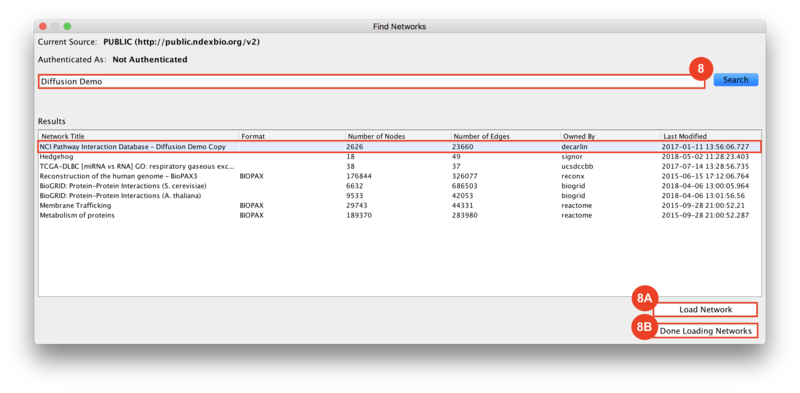 Find Networks
Current Source: PUBLIC (http://public.ndexbio.org/v2)
Authenticated As: Not Authenticated
8
Diffusion Demo Search
Results
Network Title Format Number of Nodes Number of Edges Owned By Last Modified
NCI Pathway Interaction Database - Diffusion Demo Copy 2626 23660 decarlin 2017-01-11 13:56:06.727
Hedgehog 18 49 signor 2018-05-02 11:28:23.403
TCGA-DLBC [miRNA vs RNA] GO: respiratory gaseous exc... 38 37 ucsdccbb 2017-07-14 13:28:56.735
Reconstruction of the human genome - BioPAX3 BIOPAX 176844 326077 reconx 2015-06-15 17:12:06.764
BioGRID: Protein-Protein Interactions (S. cerevisiae) 6632 686503 biogrid 2018-04-06 13:00:05.964
BioGRID: Protein-Protein Interactions (A. thaliana) 9533 42053 biogrid 2018-04-06 13:01:56.56
Membrane Trafficking BIOPAX 29743 44331 reactome 2015-09-28 21:00:52.21
Metabolism of proteins BIOPAX 189370 283980 reactome 2015-09-28 21:00:52.287
8A
Load Network
8B
Done Loading Networks